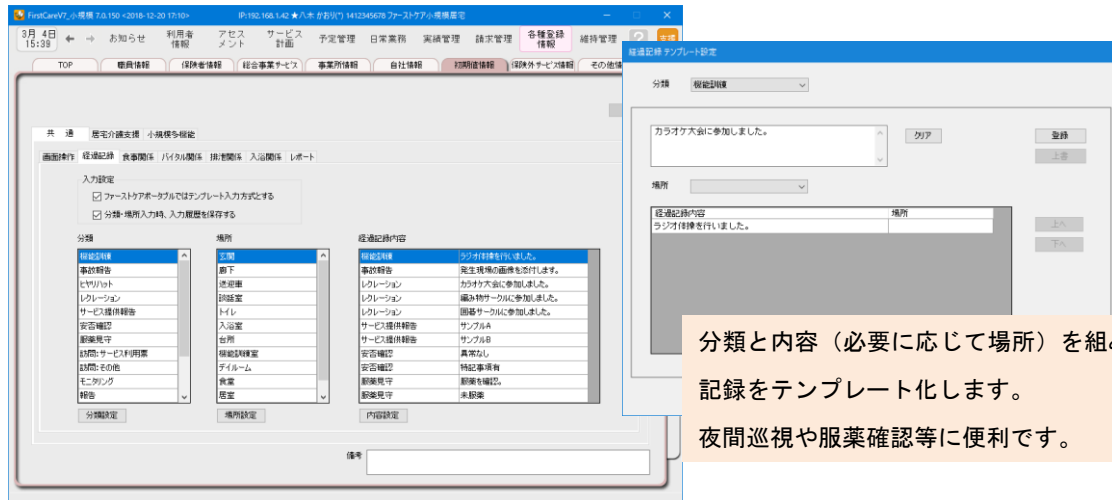 FirstCareV7_小規模 7.0.150 <2018-12-20 17:10> IP:192.168.1.42 ★八木 かおり(*) 1412345678 ファーストケア小規模居宅
3月 4日
15:39
← → お知らせ 利用者情報 アセスメント サービス計画 予定管理 日常業務 実績管理 請求管理 各種登録情報 維持管理 ? 支援
TOP 職員情報 保険者情報 総合事業サービス 事業所情報 自社情報 初期値情報 保険外サービス情報 その他情
共 通 居宅介護支援 小規模多機能
画面操作 経過記録 食事関係 バイタル関係 排泄関係 入浴関係 レポート
入力設定
ファーストケアポータブルではテンプレート入力方式とする
分類・場所入力時、入力履歴を保存する
分類
機能訓練
事故報告
ヒヤリハット
レクレーション
サービス提供報告
安否確認
服薬見守
訪問:サービス利用票
訪問:その他
モニタリング
報告
分類設定
場所
玄関
廊下
送迎車
談話室
トイレ
入浴室
台所
機能訓練室
デイルーム
食堂
居室
場所設定
経過記録内容
機能訓練 ラジオ体操を行いました。
事故報告 発生現場の画像を添付します。
レクレーション カラオケ大会に参加しました。
レクレーション 編み物サークルに参加しました。
レクレーション 囲碁サークルに参加しました。
サービス提供報告 サンプルA
サービス提供報告 サンプルB
安否確認 異常なし
安否確認 特記事項有
服薬見守 服薬を確認。
服薬見守 未服薬
内容設定
備考
経過記録 テンプレート設定
分類 機能訓練
カラオケ大会に参加しました。
クリア
登録
上書
場所
経過記録内容 場所
ラジオ体操を行いました。
上へ
下へ
分類と内容（必要に応じて場所）を組
記録をテンプレート化します。
夜間巡視や服薬確認等に便利です。